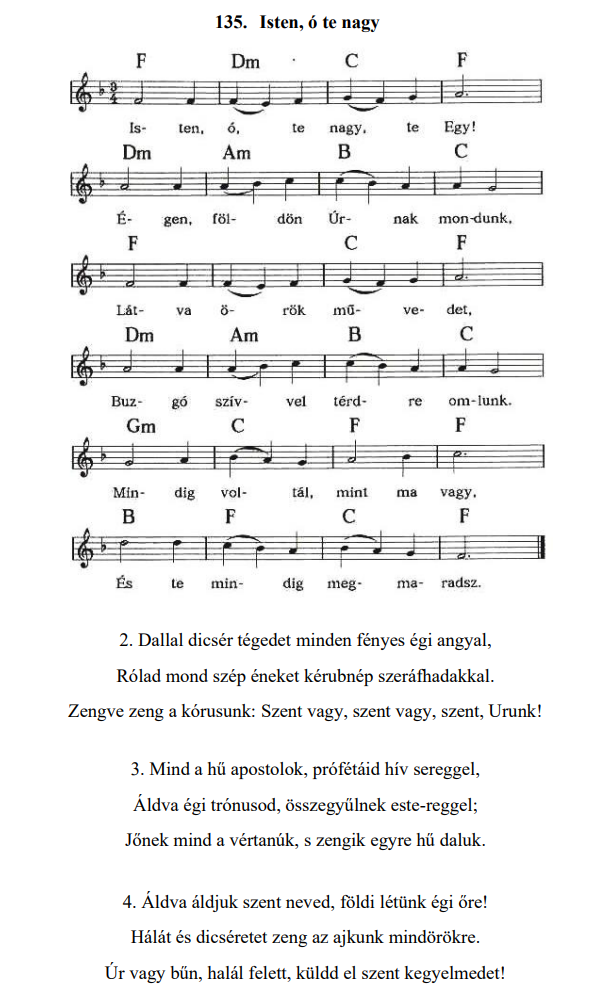 135. Isten, ó te nagy
F Dm C F
3 4
Is- ten, ó, te nagy, te Egy!
Dm Am B C
É- gen, föl- dön Úr- nak mon-dunk,
F C F
Lát- va ö- rök mű- ve- det,
Dm Am B C
Buz- gó szív- vel térd- re om-lunk.
Gm C F F
Min- dig vol- tál, mint ma vagy,
B F C F
És te min- dig meg- ma- radsz.
2. Dallal dicsér tégedet minden fényes égi angyal,
Rólad mond szép éneket kérubnép szeráfhadakkal.
Zengve zeng a kórusunk: Szent vagy, szent vagy, szent, Urunk!
3. Mind a hű apostolok, prófétáid hív sereggel,
Áldva égi trónusod, összegyűlnek este-reggel;
Jőnek mind a vértanúk, s zengik egyre hű daluk.
4. Áldva áldjuk szent neved, földi létünk égi őre!
Hálát és dicséretet zeng az ajkunk mindörökre.
Úr vagy bűn, halál felett, küldd el szent kegyelmedet!